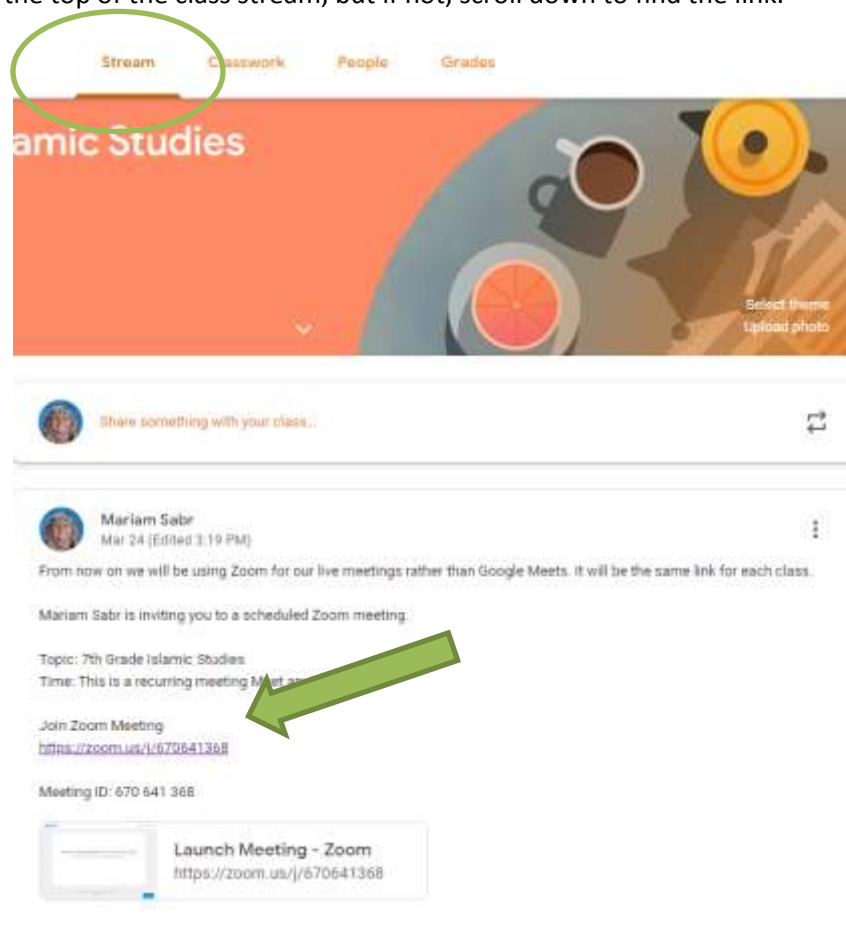 the top of the class stream, but if not, scroll down to find the link.
Stream Classwork People Grades
amic Studies
Select theme
Upload photo
Share something with your class...
Mariam Sabr
Mar 24 (Edited 3:19 PM)
From now on we will be using Zoom for our live meetings rather than Google Meets. It will be the same link for each class.
Mariam Sabr is inviting you to a scheduled Zoom meeting.
Topic: 7th Grade Islamic Studies
Time: This is a recurring meeting Meet an
Join Zoom Meeting
https://zoom.us/j/670641368
Meeting ID: 670 641 368
Launch Meeting - Zoom
https://zoom.us/j/670641368